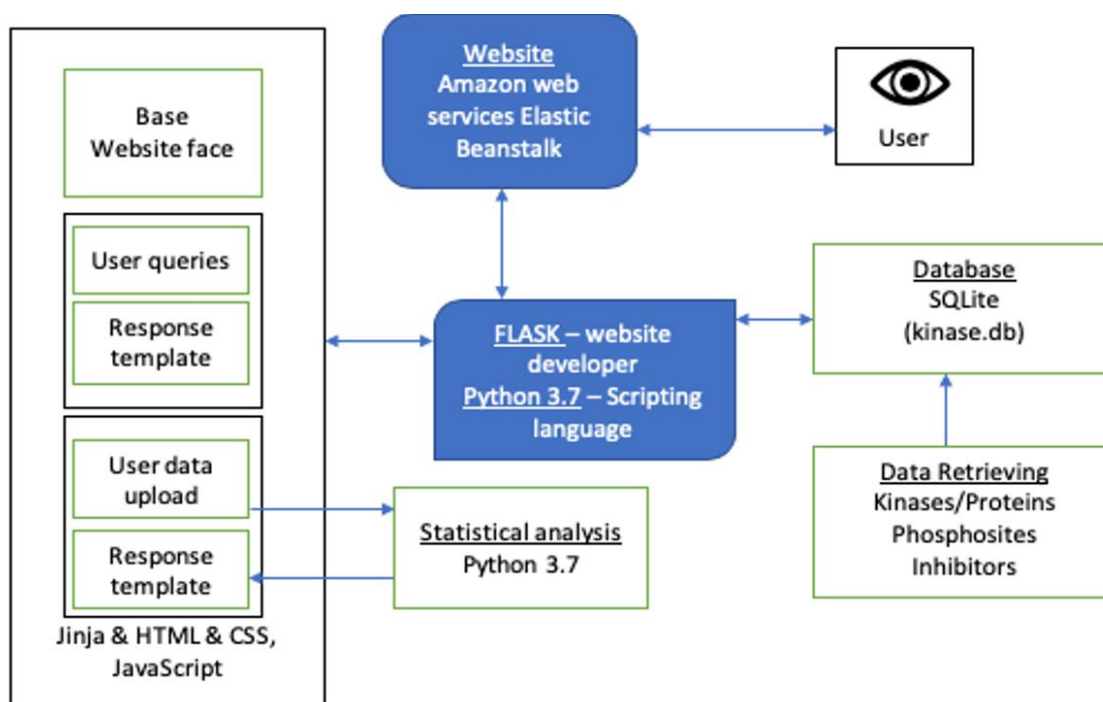 Base
Website face
User queries
Response
template
User data
upload
Response
template
Jinja & HTML & CSS,
JavaScript
Website
Amazon web
services Elastic
Beanstalk
User
FLASK – website
developer
Python 3.7 – Scripting
language
Database
SQLite
(kinase.db)
Statistical analysis
Python 3.7
Data Retrieving
Kinases/Proteins
Phosphosites
Inhibitors